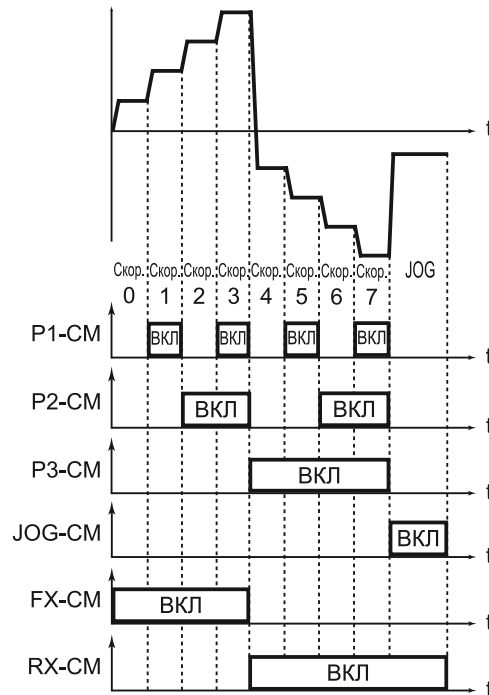 t
Скор. Скор. Скор. Скор. Скор. Скор. Скор. Скор. JOG
0 1 2 3 4 5 6 7
P1-CM ВКЛ ВКЛ ВКЛ ВКЛ t
P2-CM ВКЛ ВКЛ t
P3-CM ВКЛ t
JOG-CM ВКЛ t
FX-CM ВКЛ t
RX-CM ВКЛ t